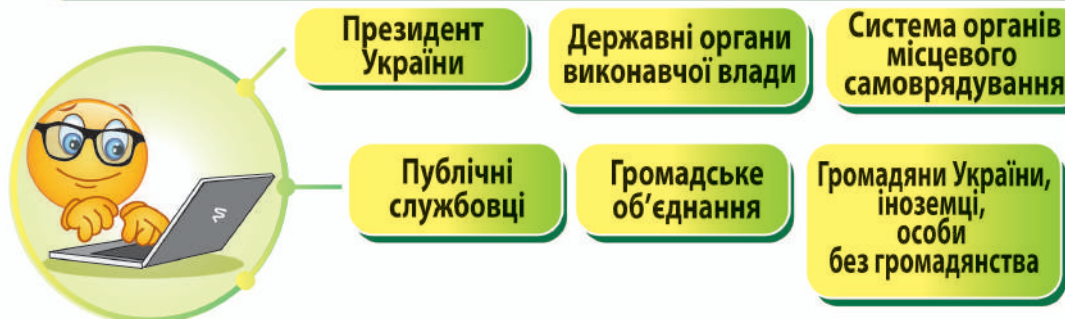 Президент
України
Державні органи
виконавчої влади
Система органів
місцевого
самоврядування
Публічні
службовці
Громадське
об’єднання
Громадяни України,
іноземці,
особи
без громадянства